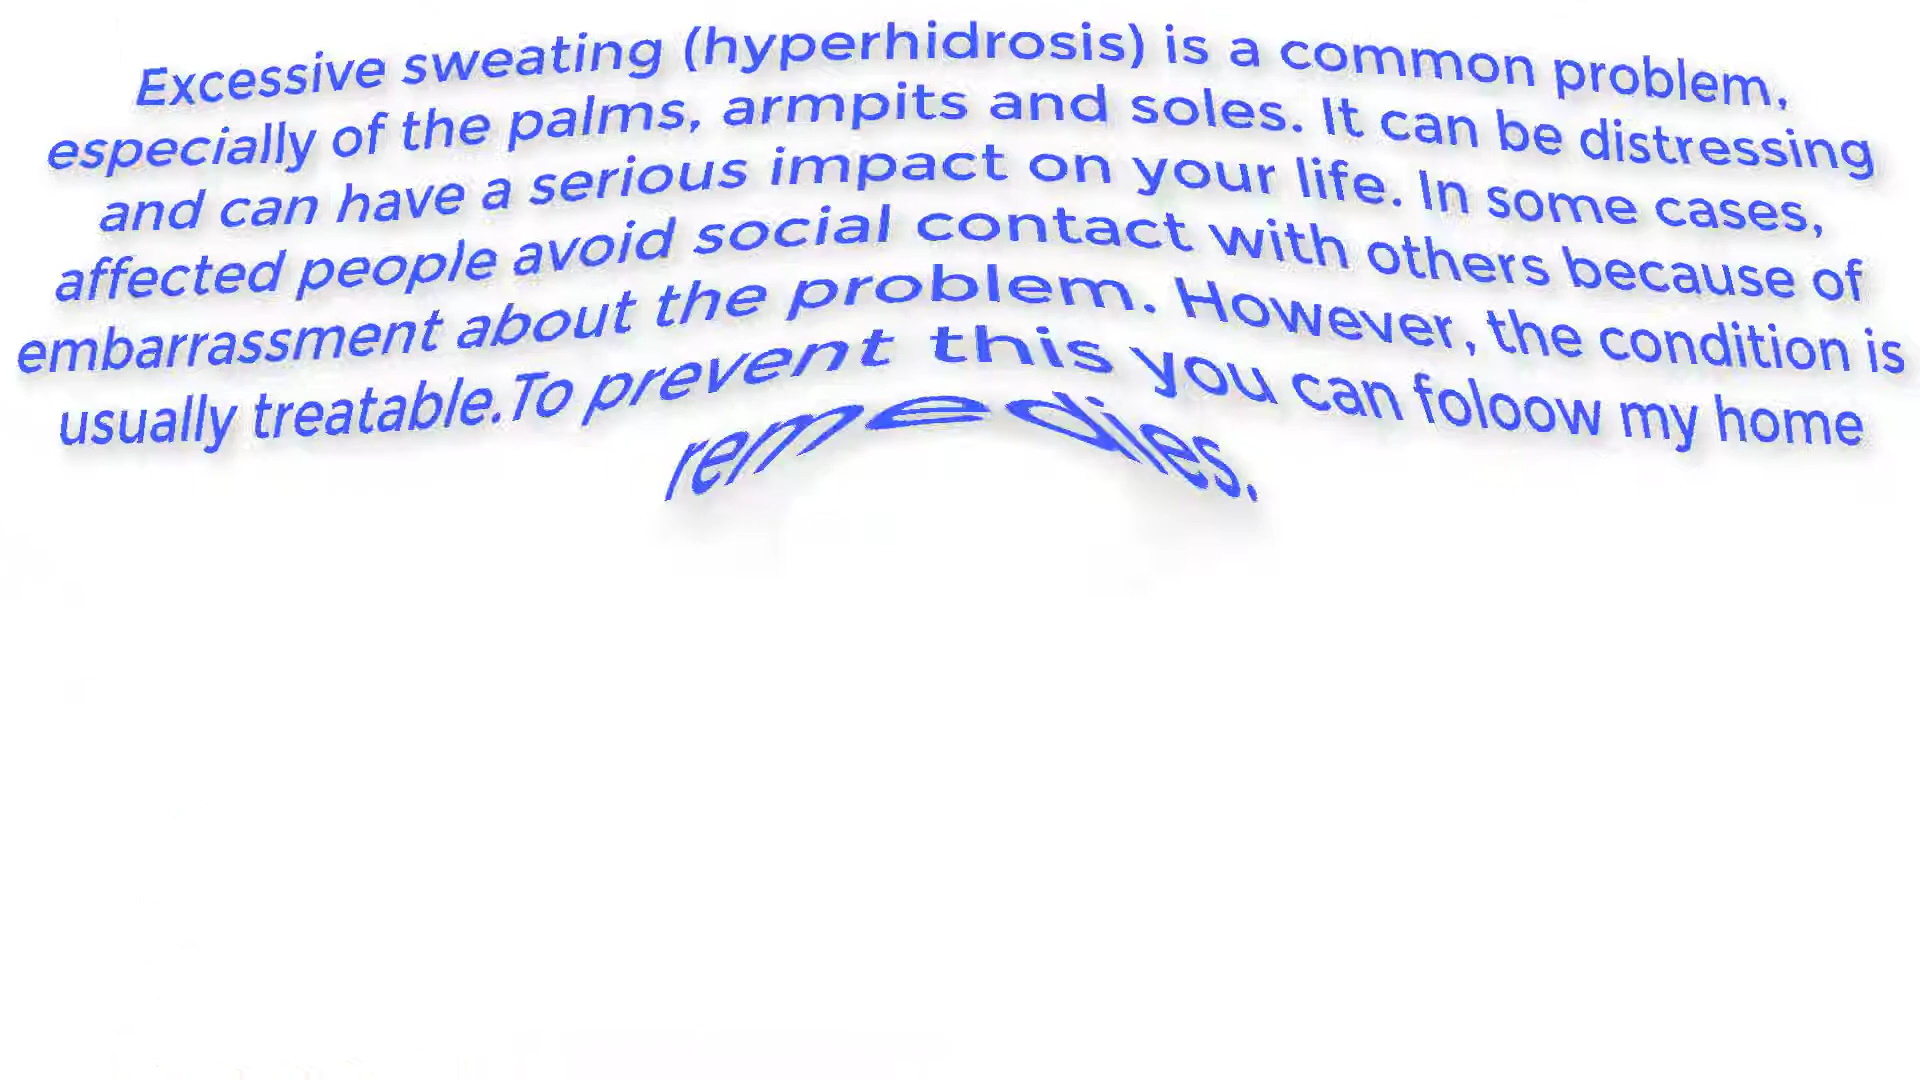 Excessive sweating (hyperhidrosis) is a common problem,
especially of the palms, armpits and soles. It can be distressing
and can have a serious impact on your life. In some cases,
affected people avoid social contact with others because of
embarrassment about the problem. However, the condition is
usually treatable.To prevent this you can foloow my home
remedies.